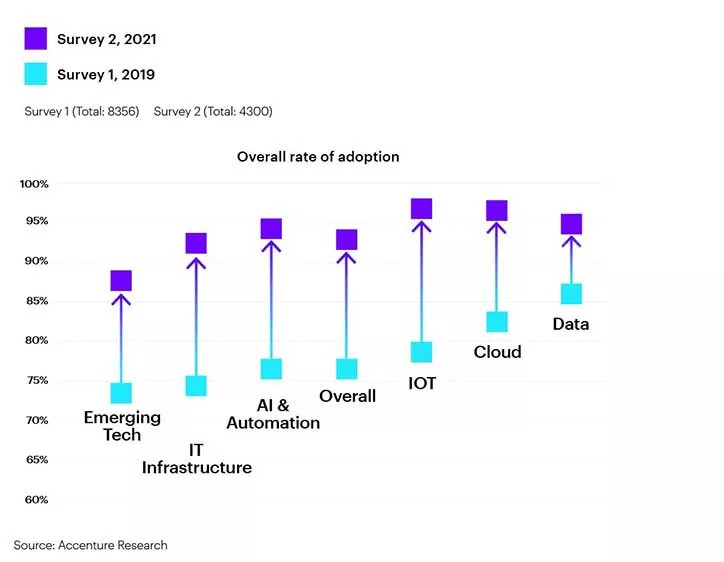 Survey 2, 2021
Survey 1, 2019
Survey 1 (Total: 8356) Survey 2 (Total: 4300)
Overall rate of adoption
100%
95%
90%
85%
80%
75%
70%
65%
60%
Emerging
Tech
IT
Infrastructure
AI &
Automation
Overall
IOT
Cloud
Data
Source: Accenture Research